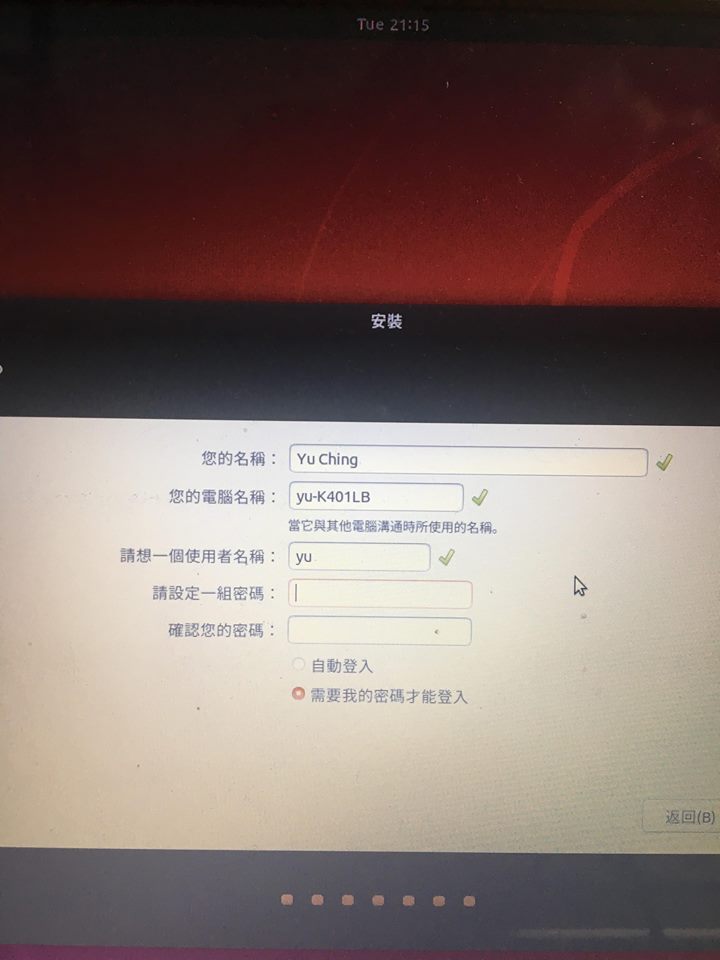 Tue 21:15
安裝
您的名稱： Yu Ching
您的電腦名稱： yu-K401LB
當它與其他電腦溝通時所使用的名稱。
請想一個使用者名稱： yu
請設定一組密碼：
確認您的密碼：
自動登入
需要我的密碼才能登入
返回(B)